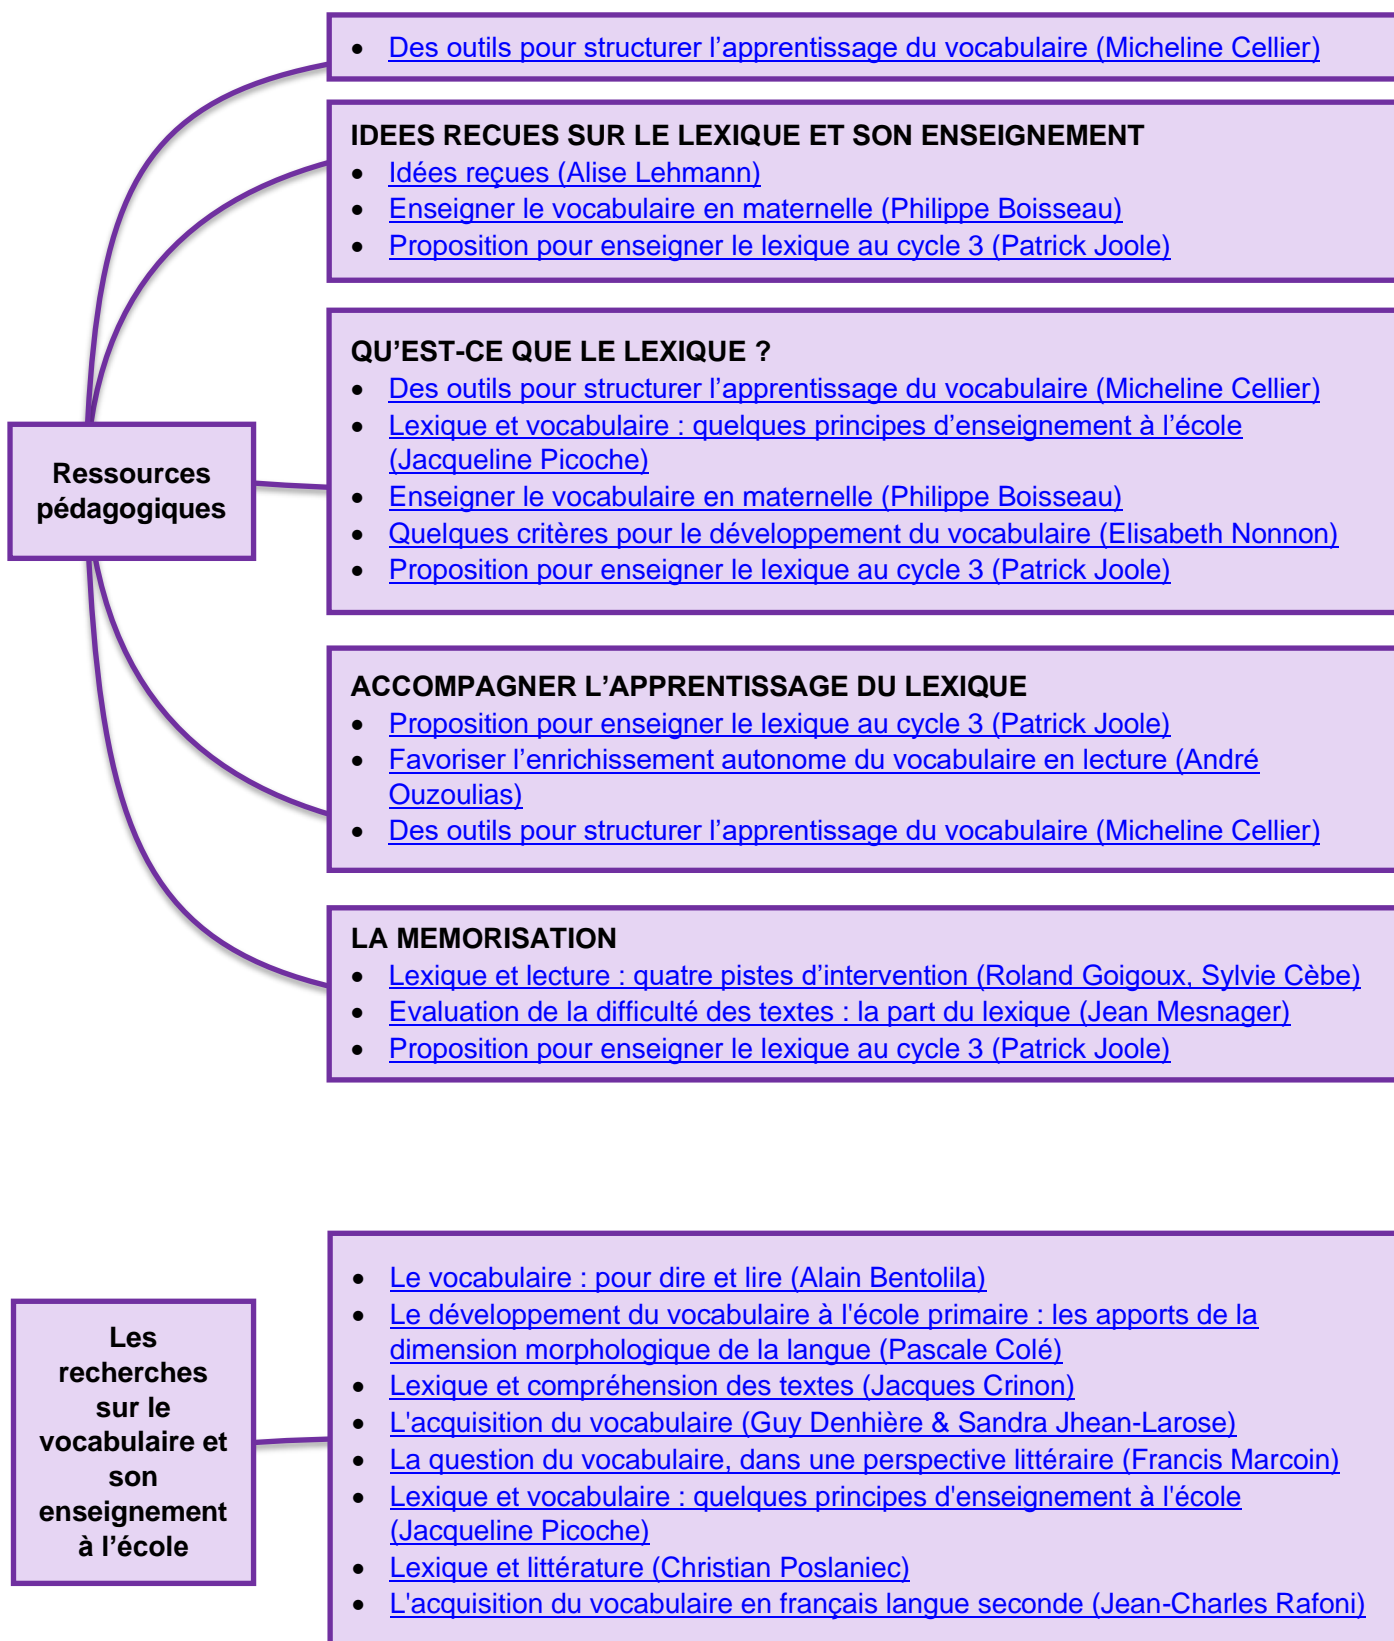 • Des outils pour structurer l’apprentissage du vocabulaire (Micheline Cellier)
IDEES RECUES SUR LE LEXIQUE ET SON ENSEIGNEMENT
• Idées reçues (Alise Lehmann)
• Enseigner le vocabulaire en maternelle (Philippe Boisseau)
• Proposition pour enseigner le lexique au cycle 3 (Patrick Joole)
QU’EST-CE QUE LE LEXIQUE ?
• Des outils pour structurer l’apprentissage du vocabulaire (Micheline Cellier)
• Lexique et vocabulaire : quelques principes d’enseignement à l’école
(Jacqueline Picoche)
• Enseigner le vocabulaire en maternelle (Philippe Boisseau)
• Quelques critères pour le développement du vocabulaire (Elisabeth Nonnon)
• Proposition pour enseigner le lexique au cycle 3 (Patrick Joole)
Ressources
pédagogiques
ACCOMPAGNER L’APPRENTISSAGE DU LEXIQUE
• Proposition pour enseigner le lexique au cycle 3 (Patrick Joole)
• Favoriser l’enrichissement autonome du vocabulaire en lecture (André
Ouzoulias)
• Des outils pour structurer l’apprentissage du vocabulaire (Micheline Cellier)
LA MEMORISATION
• Lexique et lecture : quatre pistes d’intervention (Roland Goigoux, Sylvie Cèbe)
• Evaluation de la difficulté des textes : la part du lexique (Jean Mesnager)
• Proposition pour enseigner le lexique au cycle 3 (Patrick Joole)
Les
recherches
sur le
vocabulaire et
son
enseignement
à l’école
• Le vocabulaire : pour dire et lire (Alain Bentolila)
• Le développement du vocabulaire à l'école primaire : les apports de la
dimension morphologique de la langue (Pascale Colé)
• Lexique et compréhension des textes (Jacques Crinon)
• L'acquisition du vocabulaire (Guy Denhière & Sandra Jhean-Larose)
• La question du vocabulaire, dans une perspective littéraire (Francis Marcoin)
• Lexique et vocabulaire : quelques principes d'enseignement à l'école
(Jacqueline Picoche)
• Lexique et littérature (Christian Poslaniec)
• L'acquisition du vocabulaire en français langue seconde (Jean-Charles Rafoni)